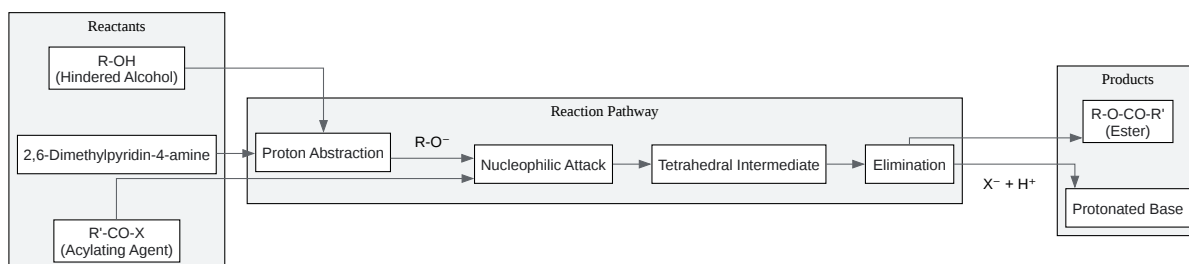 Reactants
R-OH
(Hindered Alcohol)
2,6-Dimethylpyridin-4-amine
R'-CO-X
(Acylating Agent)
Reaction Pathway
Proton Abstraction
R-O⁻
Nucleophilic Attack
Tetrahedral Intermediate
Elimination
X⁻ + H⁺
Products
R-O-CO-R'
(Ester)
Protonated Base